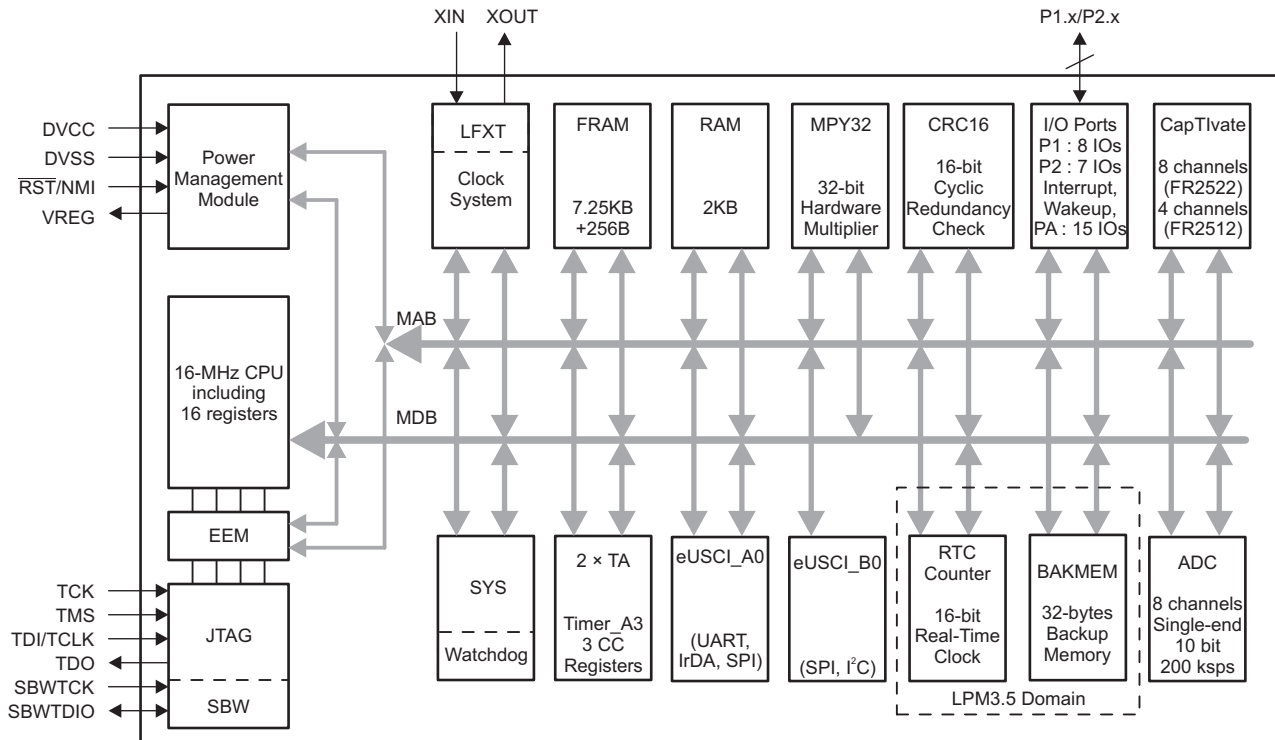 XIN
XOUT
P1.x/P2.x
DVCC
DVSS
RST/NMI
VREG
Power
Management
Module
LFXT
Clock
System
FRAM
7.25KB
+256B
RAM
2KB
MPY32
32-bit
Hardware
Multiplier
CRC16
16-bit
Cyclic
Redundancy
Check
I/O Ports
P1 : 8 IOs
P2 : 7 IOs
Interrupt,
Wakeup,
PA : 15 IOs
CapTIvate
8 channels
(FR2522)
4 channels
(FR2512)
MAB
16-MHz CPU
including
16 registers
MDB
EEM
TCK
TMS
TDI/TCLK
TDO
SBWTCK
SBWTDIO
JTAG
SBW
SYS
Watchdog
2 × TA
Timer_A3
3 CC
Registers
eUSCI_A0
(UART,
IrDA, SPI)
eUSCI_B0
(SPI, I²C)
RTC
Counter
16-bit
Real-Time
Clock
BAKMEM
32-bytes
Backup
Memory
LPM3.5 Domain
ADC
8 channels
Single-end
10 bit
200 ksps